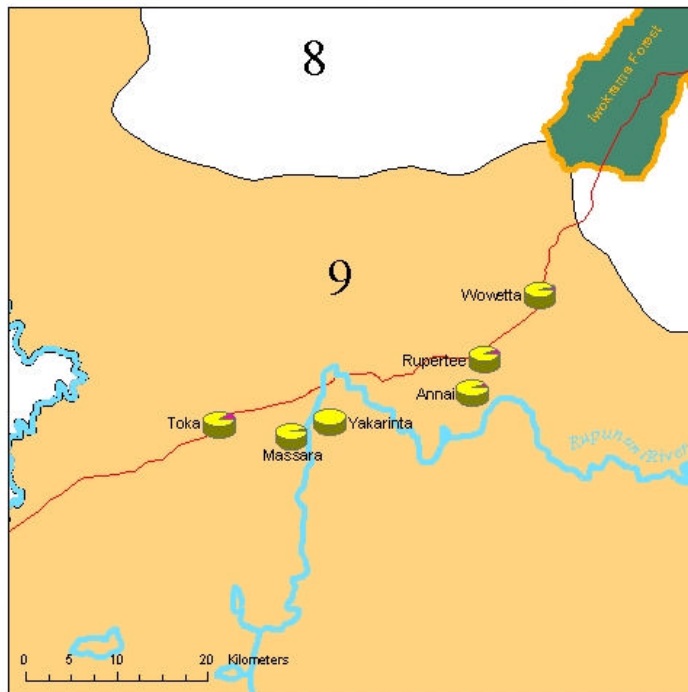 8
Iwokrama Forest
9
Wowetta
Rupertee
Annai
Toka
Yakarinta
Massara
Rupununi River
0 5 10 20 Kilometers